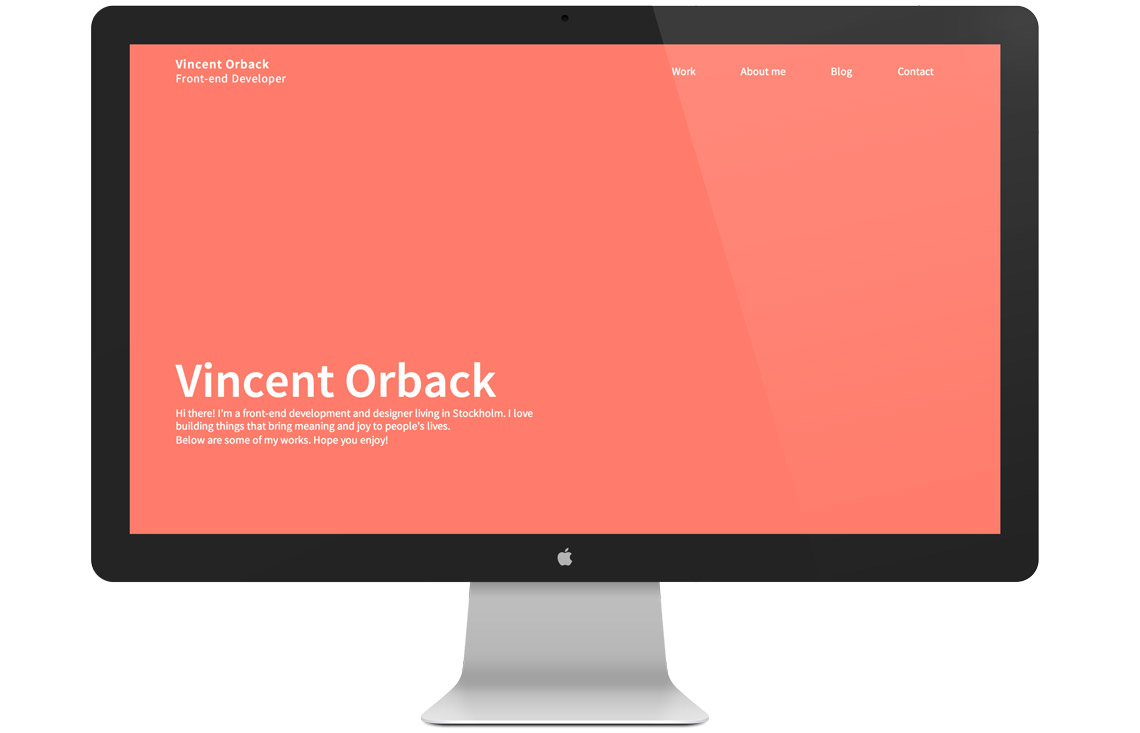 Vincent Orback
Front-end Developer
Work About me Blog Contact
Vincent Orback
Hi there! I'm a front-end development and designer living in Stockholm. I love
building things that bring meaning and joy to people's lives.
Below are some of my works. Hope you enjoy!